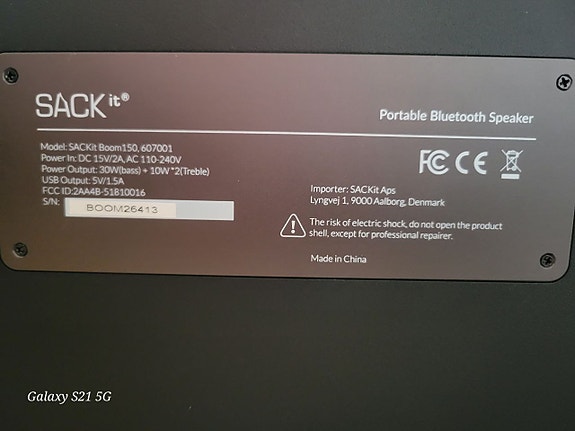 SACKit®
Portable Bluetooth Speaker
Model: SACKit Boom150, 607001
Power In: DC 15V/2A, AC 110-240V
Power Output: 30W(bass) + 10W *2(Treble)
USB Output: 5V/1.5A
FCC ID:2AA4B-51810016
S/N: BOOM26413
FC CE
Importer: SACKit Aps
Lyngvej 1, 9000 Aalborg, Denmark
The risk of electric shock, do not open the product
shell, except for professional repairer.
Made in China
Galaxy S21 5G